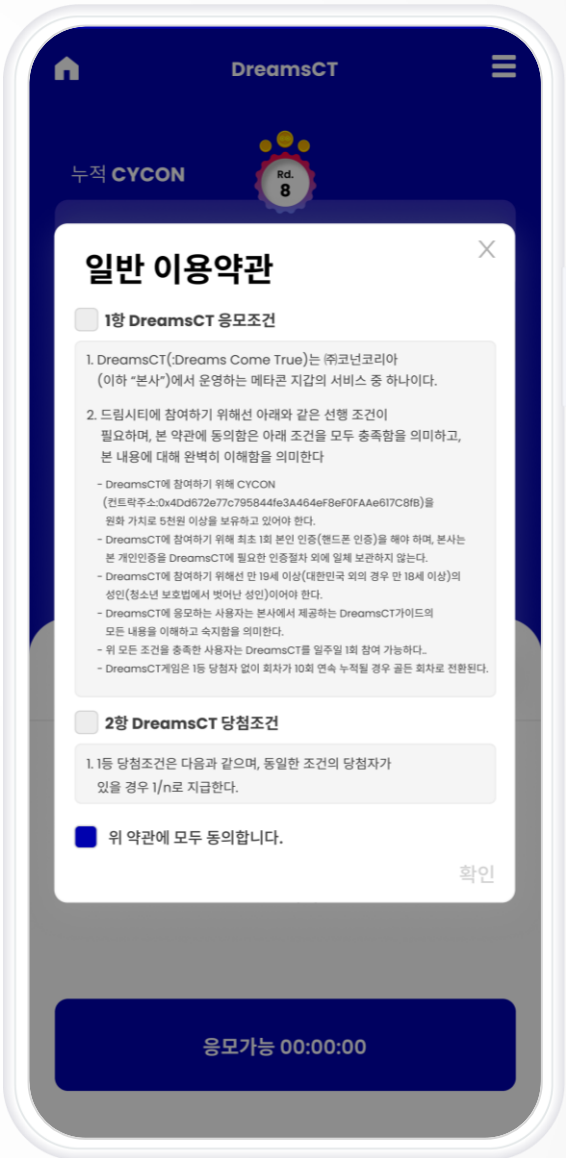 DreamsCT
누적 CYCON
Rd.
8
일반 이용약관
1항 DreamsCT 응모조건
1. DreamsCT(:Dreams Come True)는 ㈜코넌코리아
(이하 “본사”)에서 운영하는 메타콘 지갑의 서비스 중 하나이다.
2. 드림시티에 참여하기 위해선 아래와 같은 선행 조건이
필요하며, 본 약관에 동의함은 아래 조건을 모두 충족함을 의미하고,
본 내용에 대해 완벽히 이해함을 의미한다
- DreamsCT에 참여하기 위해 CYCON
(컨트락주소:0x4Dd672e77c795844fe3A464eF8eF0FAAe617C8fB)을
원화 가치로 5천원 이상을 보유하고 있어야 한다.
- DreamsCT에 참여하기 위해 최초 1회 본인 인증(핸드폰 인증)을 해야 하며, 본사는
본 개인인증을 DreamsCT에 필요한 인증절차 외에 일체 보관하지 않는다.
- DreamsCT에 참여하기 위해선 만 19세 이상(대한민국 외의 경우 만 18세 이상)의
성인(청소년 보호법에서 벗어난 성인)이어야 한다.
- DreamsCT에 응모하는 사용자는 본사에서 제공하는 DreamsCT가이드의
모든 내용을 이해하고 숙지함을 의미한다.
- 위 모든 조건을 충족한 사용자는 DreamsCT를 일주일 1회 참여 가능하다..
- DreamsCT게임은 1등 당첨자 없이 회차가 10회 연속 누적될 경우 골든 회차로 전환된다.
2항 DreamsCT 당첨조건
1. 1등 당첨조건은 다음과 같으며, 동일한 조건의 당첨자가
있을 경우 1/n로 지급한다.
위 약관에 모두 동의합니다.
확인
응모가능 00:00:00